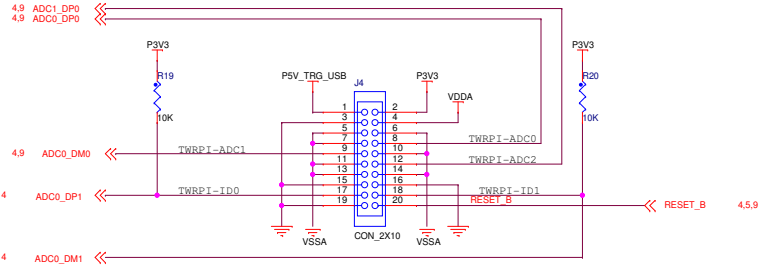 4,9 ADC1_DP0
4,9 ADC0_DP0
P3V3
P3V3
R19
R20
P5V_TRG_USB
P3V3
J4
VDDA
10K
10K
1 2
3 4
5 6
7 8 TWRPI-ADC0
4,9 ADC0_DM0 TWRPI-ADC1 9 10
11 12 TWRPI-ADC2
13 14
15 16
4 ADC0_DP1 TWRPI-ID0 17 18 TWRPI-ID1
19 20 RESET_B RESET_B 4,5,9
CON_2X10
VSSA
VSSA
4 ADC0_DM1